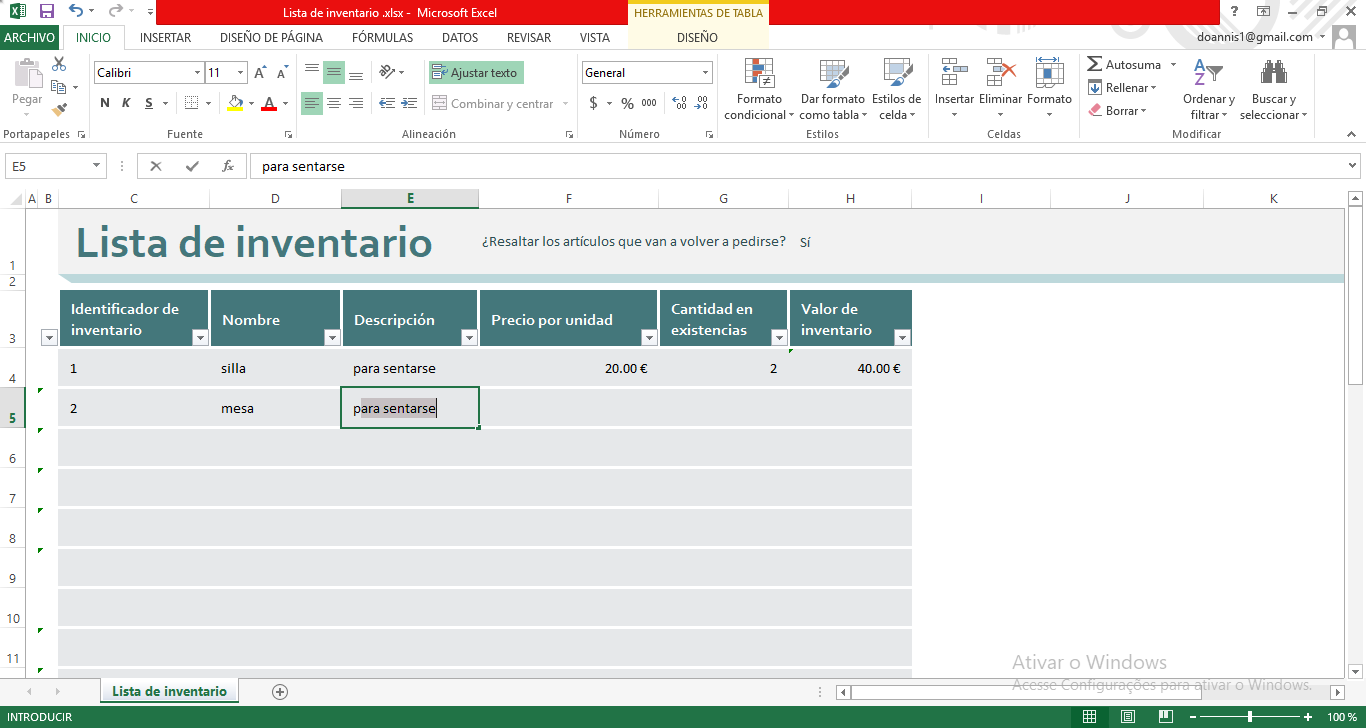 Lista de inventario .xlsx - Microsoft Excel
HERRAMIENTAS DE TABLA
?
ARCHIVO
INICIO
INSERTAR
DISEÑO DE PÁGINA
FÓRMULAS
DATOS
REVISAR
VISTA
DISEÑO
doannis1@gmail.com
Pegar
Portapapeles
Calibri
11
A A
N K S
A
Fuente
Ajustar texto
Combinar y centrar
Alineación
General
$ % 000
Número
Formato condicional
Dar formato como tabla
Estilos de celda
Estilos
Insertar
Eliminar
Formato
Celdas
Autosuma
Rellenar
Borrar
Ordenar y filtrar
Buscar y seleccionar
Modificar
E5
fx
para sentarse
A B C D E F G H I J K
1
Lista de inventario
¿Resaltar los artículos que van a volver a pedirse? Sí
2
3
Identificador de inventario
Nombre
Descripción
Precio por unidad
Cantidad en existencias
Valor de inventario
4 1 silla para sentarse 20.00 € 2 40.00 €
5 2 mesa para sentarse
6
7
8
9
10
11
Ativar o Windows
Acesse Configurações para ativar o Windows.
Lista de inventario
INTRODUCIR
100 %